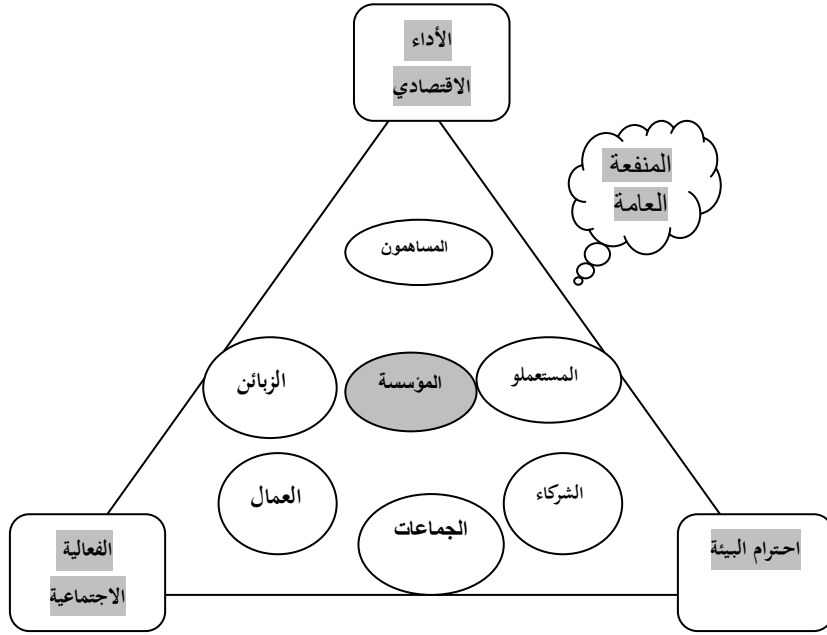 الأداء
الاقتصادي
المنفعة
العامة
المساهمون
الزبائن
المؤسسة
المستعملو
العمال
الشركاء
الجماعات
الفعالية
الاجتماعية
احترام البيئة